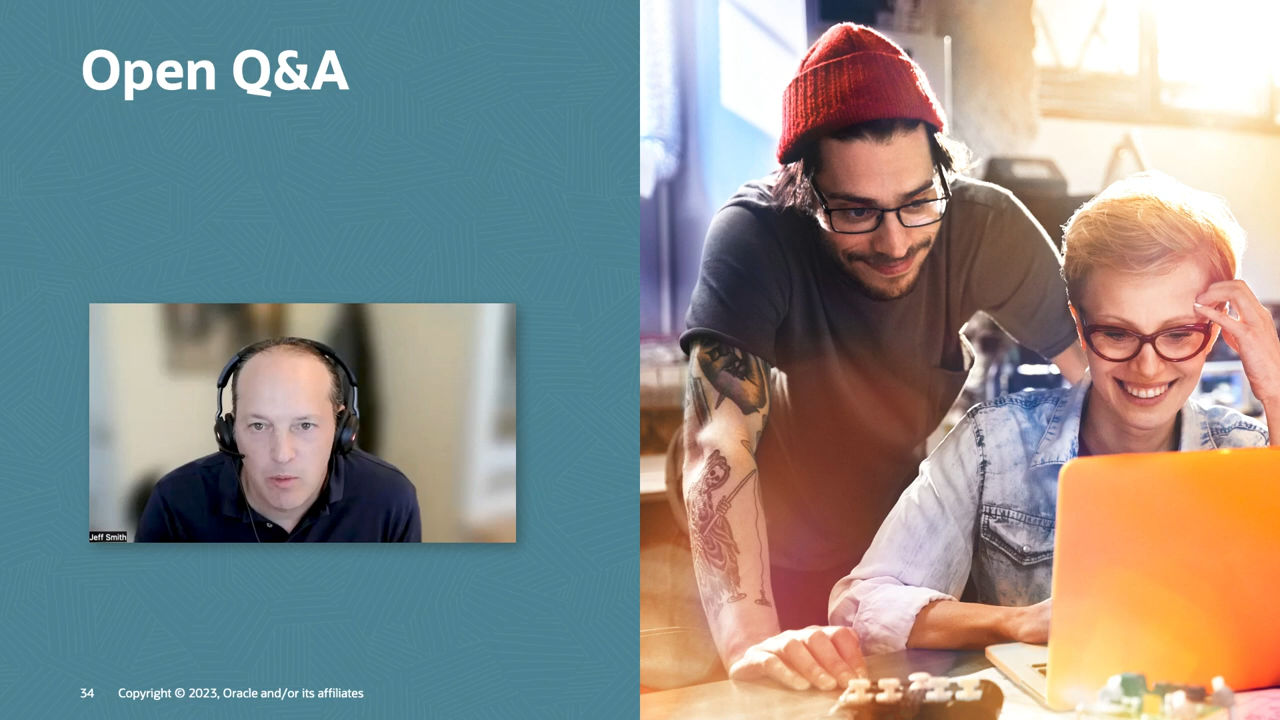 Open Q&A
Jeff Smith
34 Copyright © 2023, Oracle and/or its affiliates